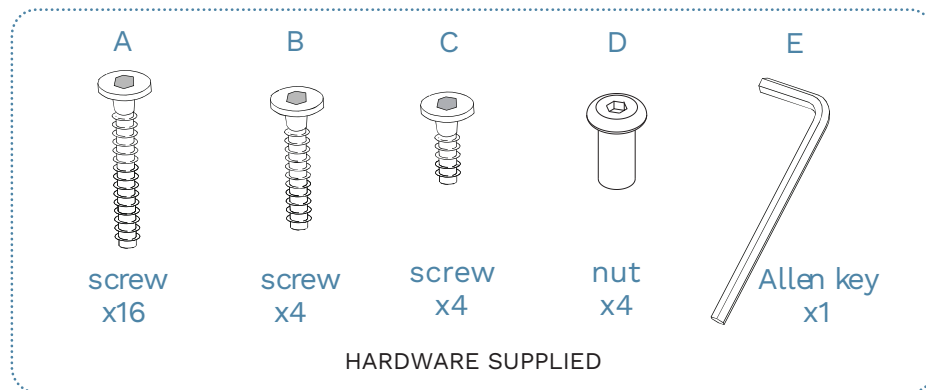 A B C D E
screw screw screw nut Allen key
x16 x4 x4 x4 x1
HARDWARE SUPPLIED